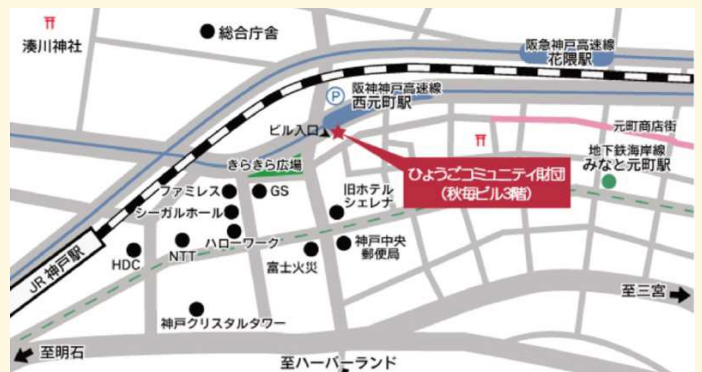 湊川神社
総合庁舎
阪急神戸高速線
花隈駅
P
阪神神戸高速線
西元町駅
ビル入口
元町商店街
きらきら広場
ひょうごコミュニティ財団
（秋毎ビル3階）
地下鉄海岸線
みなと元町駅
ファミレス
GS
旧ホテル
シェレナ
シーガルホール
ハローワーク
NTT
HDC
富士火災
神戸中央
郵便局
JR 神戸駅
神戸クリスタルタワー
至三宮
至明石
至ハーバーランド